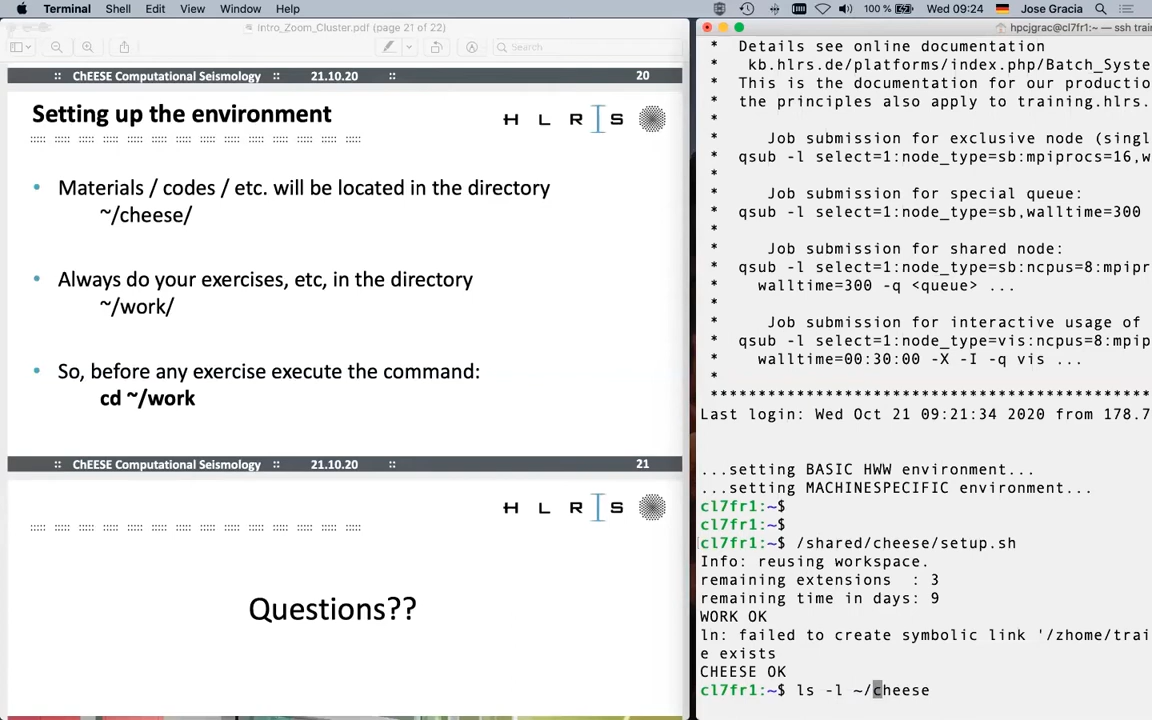 Terminal Shell Edit View Window Help 100 % Wed 09:24 Jose Gracia
intro_Zoom_Cluster.pdf (page 21 of 22)
Search
:: ChEESE Computational Seismology :: 21.10.20 :: 20
Setting up the environment
H L R I S
• Materials / codes / etc. will be located in the directory
~/cheese/
• Always do your exercises, etc, in the directory
~/work/
• So, before any exercise execute the command:
cd ~/work
:: ChEESE Computational Seismology :: 21.10.20 :: 21
H L R I S
Questions??
hpcjgrac@cl7fr1:~ — ssh trai
* Details see online documentation
* kb.hlrs.de/platforms/index.php/Batch_Syste
* This is the documentation for our productio
* the principles also apply to training.hlrs.
*
* Job submission for exclusive node (singl
* qsub -l select=1:node_type=sb:mpiprocs=16,w
*
* Job submission for special queue:
* qsub -l select=1:node_type=sb,walltime=300
*
* Job submission for shared node:
* qsub -l select=1:node_type=sb:ncpus=8:mpipr
* walltime=300 -q <queue> ...
*
* Job submission for interactive usage of
* qsub -l select=1:node_type=vis:ncpus=8:mpip
* walltime=00:30:00 -X -I -q vis ...
*
*********************************************
Last login: Wed Oct 21 09:21:34 2020 from 178.7
...setting BASIC HWW environment...
...setting MACHINESPECIFIC environment...
cl7fr1:~$
cl7fr1:~$
cl7fr1:~$ /shared/cheese/setup.sh
Info: reusing workspace.
remaining extensions : 3
remaining time in days: 9
WORK OK
ln: failed to create symbolic link '/zhome/trai
e exists
CHEESE OK
cl7fr1:~$ ls -l ~/cheese